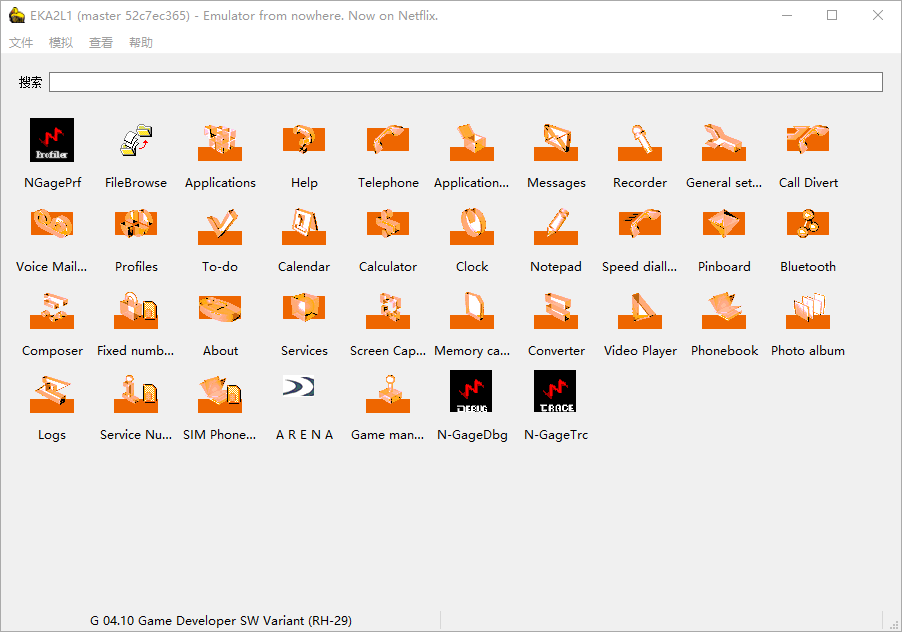 EKA2L1 (master 52c7ec365) - Emulator from nowhere. Now on Netflix.
文件 模拟 查看 帮助
搜索
Profiler
NGagePrf FileBrowse Applications Help Telephone Application... Messages Recorder General set... Call Divert
Voice Mail... Profiles To-do Calendar Calculator Clock Notepad Speed diall... Pinboard Bluetooth
Composer Fixed numb... About Services Screen Cap... Memory ca... Converter Video Player Phonebook Photo album
DEBUG TRACE
Logs Service Nu... SIM Phone... A R E N A Game man... N-GageDbg N-GageTrc
G 04.10 Game Developer SW Variant (RH-29)